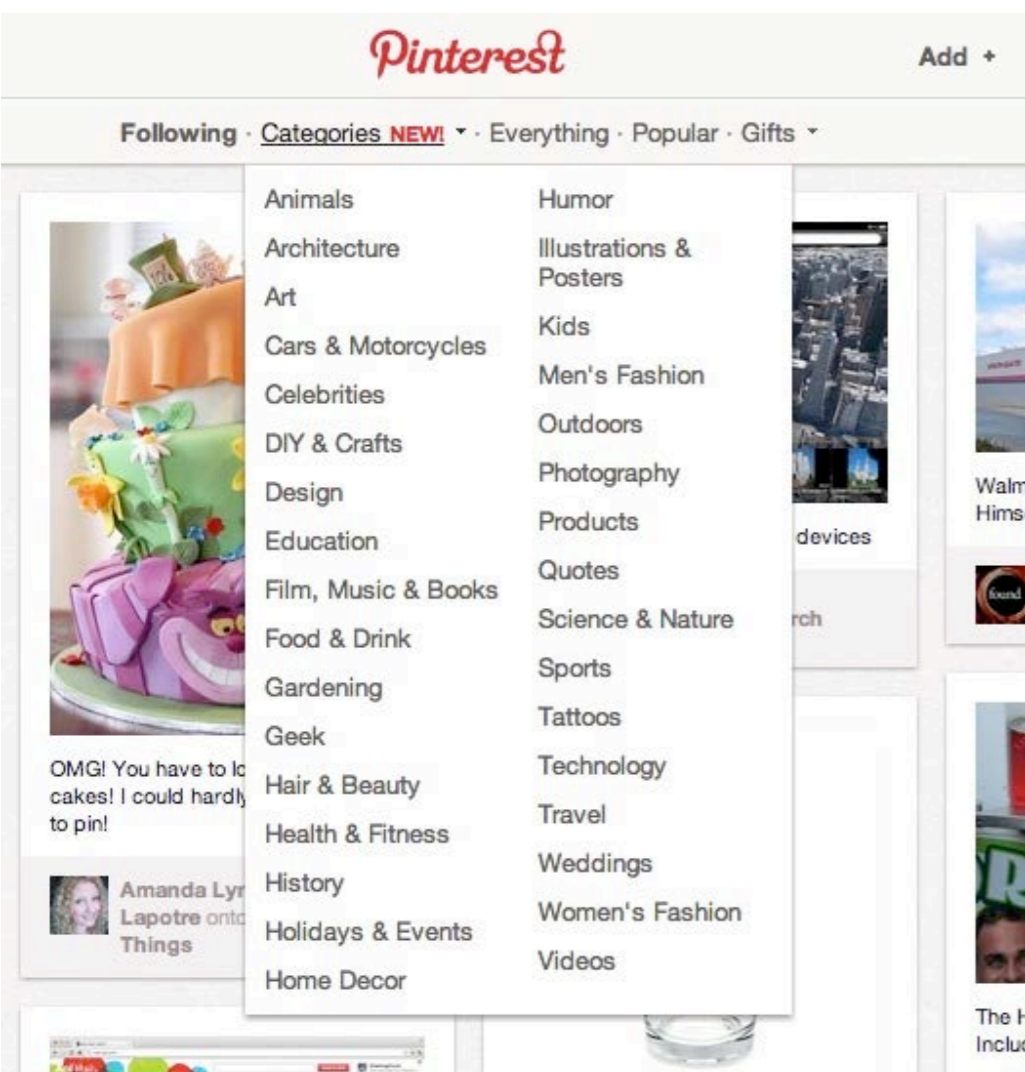 Pinterest
Add +
Following · Categories NEW! · Everything · Popular · Gifts
Animals
Architecture
Art
Cars & Motorcycles
Celebrities
DIY & Crafts
Design
Education
Film, Music & Books
Food & Drink
Gardening
Geek
Hair & Beauty
Health & Fitness
History
Holidays & Events
Home Decor
Humor
Illustrations &
Posters
Kids
Men's Fashion
Outdoors
Photography
Products
Quotes
Science & Nature
Sports
Tattoos
Technology
Travel
Weddings
Women's Fashion
Videos
OMG! You have to lo
cakes! I could hardly
to pin!
Amanda Lyn
Lapotre onto
Things
devices
rch
Walm
Hims
found
The H
Includ